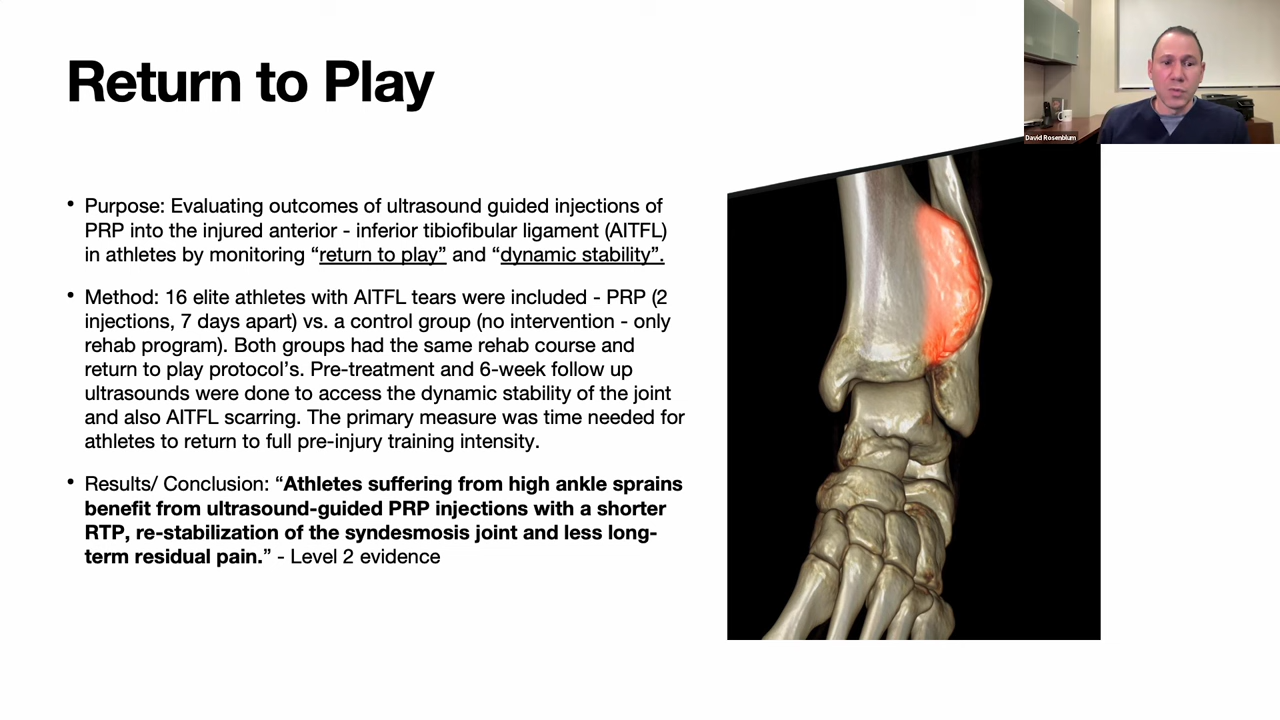 Return to Play
David Rosenblum
• Purpose: Evaluating outcomes of ultrasound guided injections of
PRP into the injured anterior - inferior tibiofibular ligament (AITFL)
in athletes by monitoring “return to play” and “dynamic stability”.
• Method: 16 elite athletes with AITFL tears were included - PRP (2
injections, 7 days apart) vs. a control group (no intervention - only
rehab program). Both groups had the same rehab course and
return to play protocol’s. Pre-treatment and 6-week follow up
ultrasounds were done to access the dynamic stability of the joint
and also AITFL scarring. The primary measure was time needed for
athletes to return to full pre-injury training intensity.
• Results/ Conclusion: “Athletes suffering from high ankle sprains
benefit from ultrasound-guided PRP injections with a shorter
RTP, re-stabilization of the syndesmosis joint and less long-
term residual pain.” - Level 2 evidence